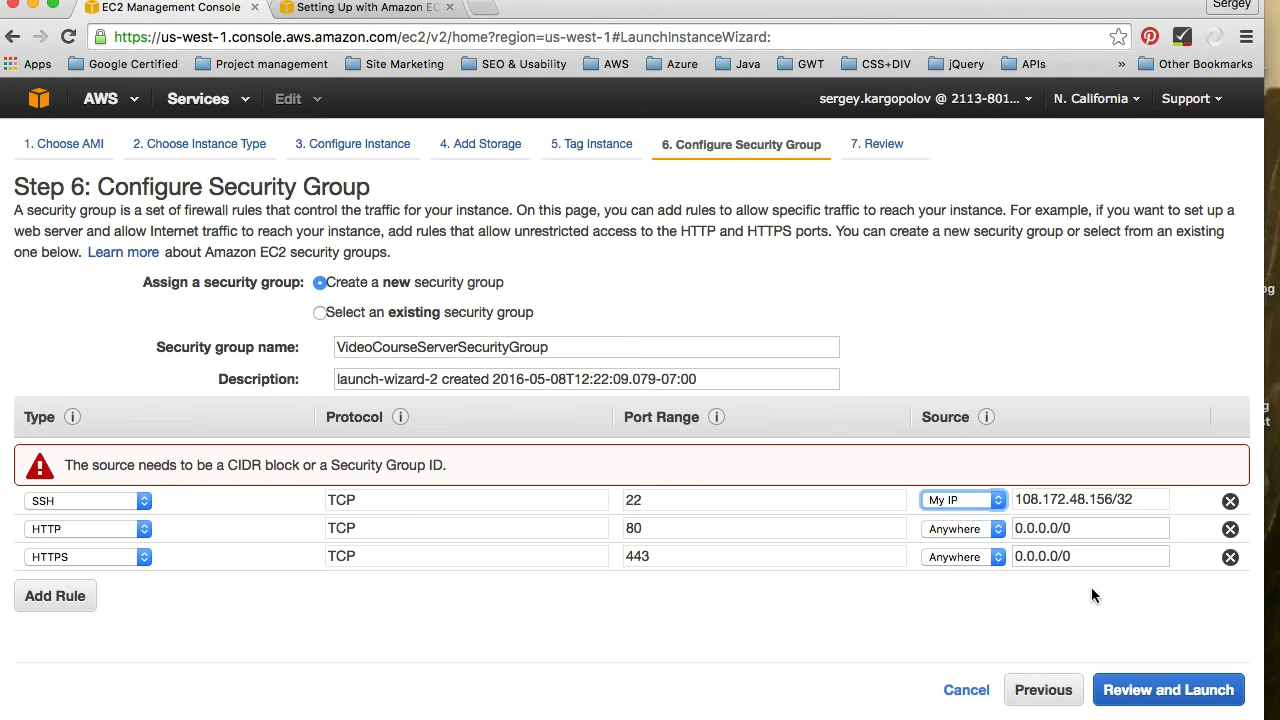 Sergey
EC2 Management Console
Setting Up with Amazon EC
https://us-west-1.console.aws.amazon.com/ec2/v2/home?region=us-west-1#LaunchInstanceWizard:
Apps Google Certified Project management Site Marketing SEO & Usability AWS Azure Java GWT CSS+DIV jQuery APIs » Other Bookmarks
AWS Services Edit sergey.kargopolov @ 2113-801... N. California Support
1. Choose AMI 2. Choose Instance Type 3. Configure Instance 4. Add Storage 5. Tag Instance 6. Configure Security Group 7. Review
Step 6: Configure Security Group
A security group is a set of firewall rules that control the traffic for your instance. On this page, you can add rules to allow specific traffic to reach your instance. For example, if you want to set up a
web server and allow Internet traffic to reach your instance, add rules that allow unrestricted access to the HTTP and HTTPS ports. You can create a new security group or select from an existing
one below. Learn more about Amazon EC2 security groups.
Assign a security group: Create a new security group
Select an existing security group
Security group name: VideoCourseServerSecurityGroup
Description: launch-wizard-2 created 2016-05-08T12:22:09.079-07:00
Type Protocol Port Range Source
The source needs to be a CIDR block or a Security Group ID.
SSH TCP 22 My IP 108.172.48.156/32
HTTP TCP 80 Anywhere 0.0.0.0/0
HTTPS TCP 443 Anywhere 0.0.0.0/0
Add Rule
Cancel Previous Review and Launch